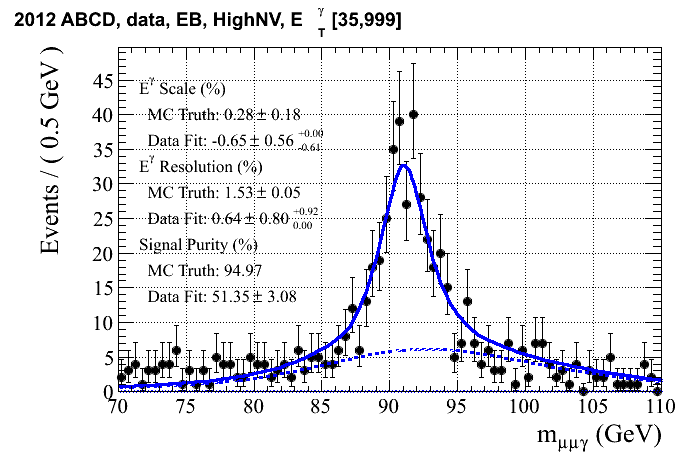 2012 ABCD, data, EB, HighNV, E_T^γ [35,999]
Events / ( 0.5 GeV )
45
40
35
30
25
20
15
10
5
0
E^γ Scale (%)
MC Truth: 0.28 ± 0.18
Data Fit: -0.65 ± 0.56 +0.00 -0.61
E^γ Resolution (%)
MC Truth: 1.53 ± 0.05
Data Fit: 0.64 ± 0.80 +0.92 0.00
Signal Purity (%)
MC Truth: 94.97
Data Fit: 51.35 ± 3.08
70 75 80 85 90 95 100 105 110
m_μμγ (GeV)